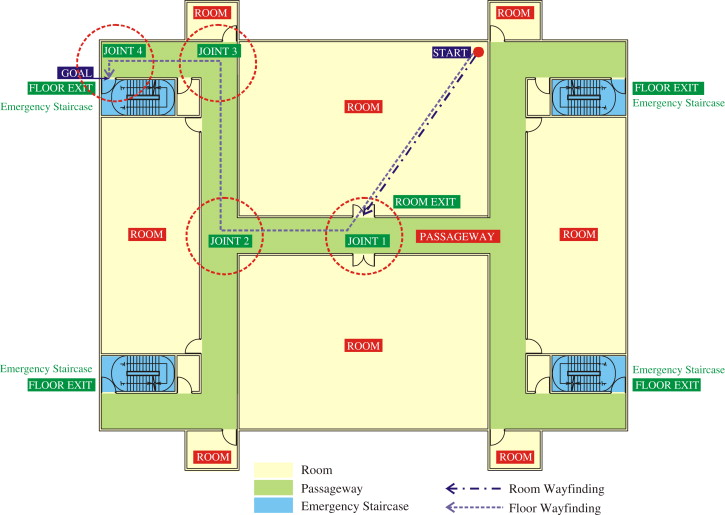 ROOM
ROOM
JOINT 4
JOINT 3
START
GOAL
FLOOR EXIT
Emergency Staircase
FLOOR EXIT
Emergency Staircase
ROOM
ROOM EXIT
ROOM
JOINT 2
JOINT 1
PASSAGEWAY
ROOM
ROOM
Emergency Staircase
FLOOR EXIT
Emergency Staircase
FLOOR EXIT
ROOM
ROOM
Room
Passageway
Emergency Staircase
Room Wayfinding
Floor Wayfinding